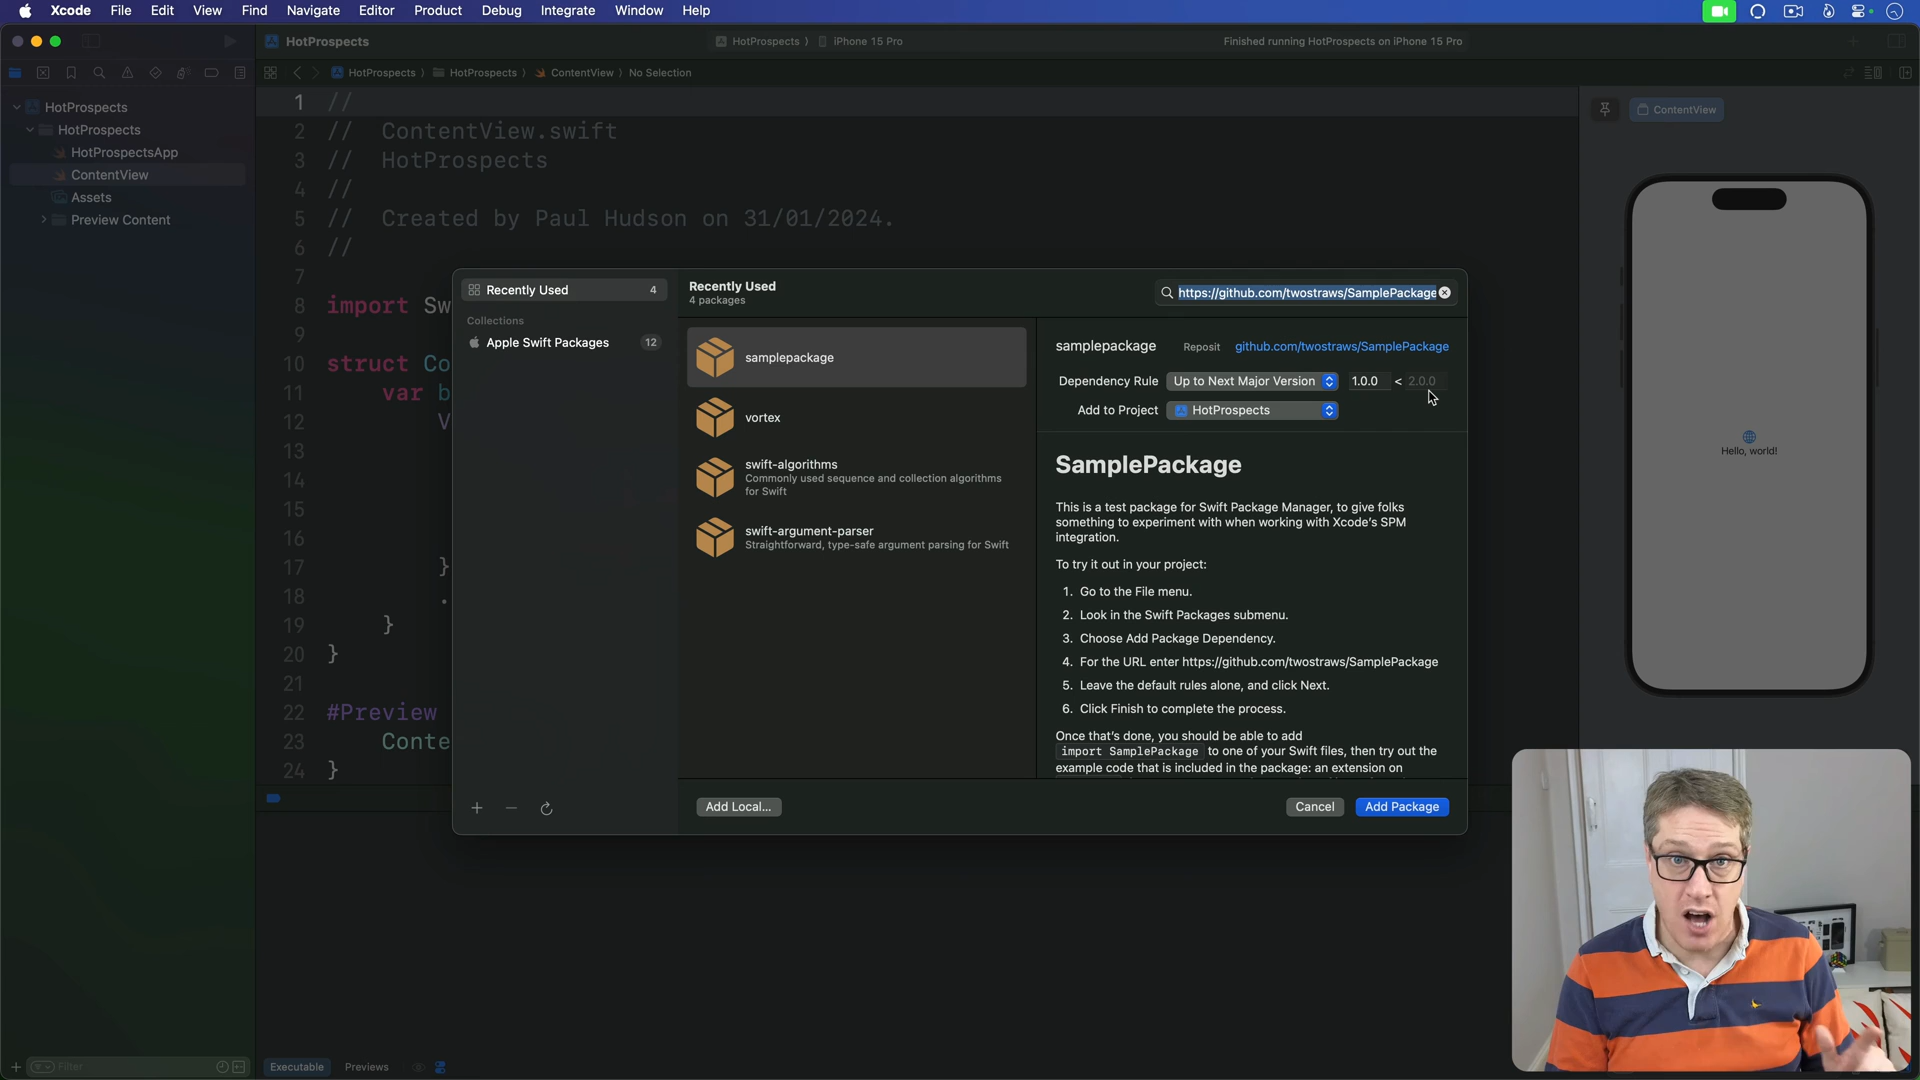 Xcode File Edit View Find Navigate Editor Product Debug Integrate Window Help
HotProspects
HotProspects
iPhone 15 Pro
Finished running HotProspects on iPhone 15 Pro
HotProspects
HotProspects
ContentView
No Selection
HotProspects
HotProspects
HotProspectsApp
ContentView
Assets
Preview Content
1 //
2 // ContentView.swift
3 // HotProspects
4 //
5 // Created by Paul Hudson on 31/01/2024.
6 //
7
8 import Sw
9
10 struct Co
11 var b
12 V
13
14
15
16
17 }
18 .
19 }
20 }
21
22 #Preview
23 Conte
24 }
Recently Used 4
Collections
Apple Swift Packages 12
Recently Used
4 packages
https://github.com/twostraws/SamplePackage
samplepackage
vortex
swift-algorithms
Commonly used sequence and collection algorithms
for Swift
swift-argument-parser
Straightforward, type-safe argument parsing for Swift
samplepackage Reposit github.com/twostraws/SamplePackage
Dependency Rule Up to Next Major Version 1.0.0 < 2.0.0
Add to Project HotProspects
SamplePackage
This is a test package for Swift Package Manager, to give folks
something to experiment with when working with Xcode's SPM
integration.
To try it out in your project:
1. Go to the File menu.
2. Look in the Swift Packages submenu.
3. Choose Add Package Dependency.
4. For the URL enter https://github.com/twostraws/SamplePackage
5. Leave the default rules alone, and click Next.
6. Click Finish to complete the process.
Once that's done, you should be able to add
import SamplePackage to one of your Swift files, then try out the
example code that is included in the package: an extension on
Add Local...
Cancel
Add Package
ContentView
Hello, world!
Filter
Executable
Previews